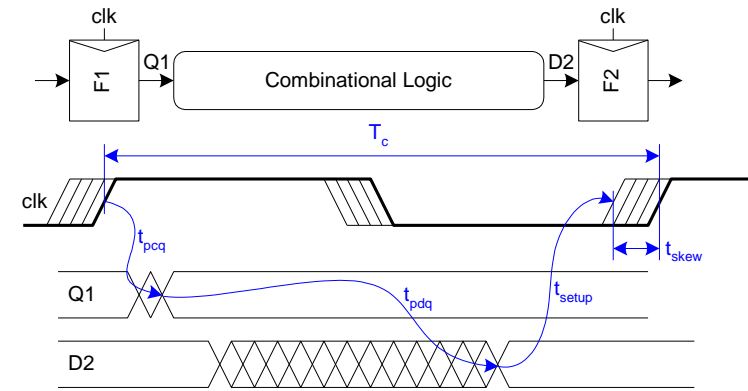 clk
clk
F1
Q1
Combinational Logic
D2
F2
Tc
clk
tpcq
tskew
Q1
tpdq
tsetup
D2